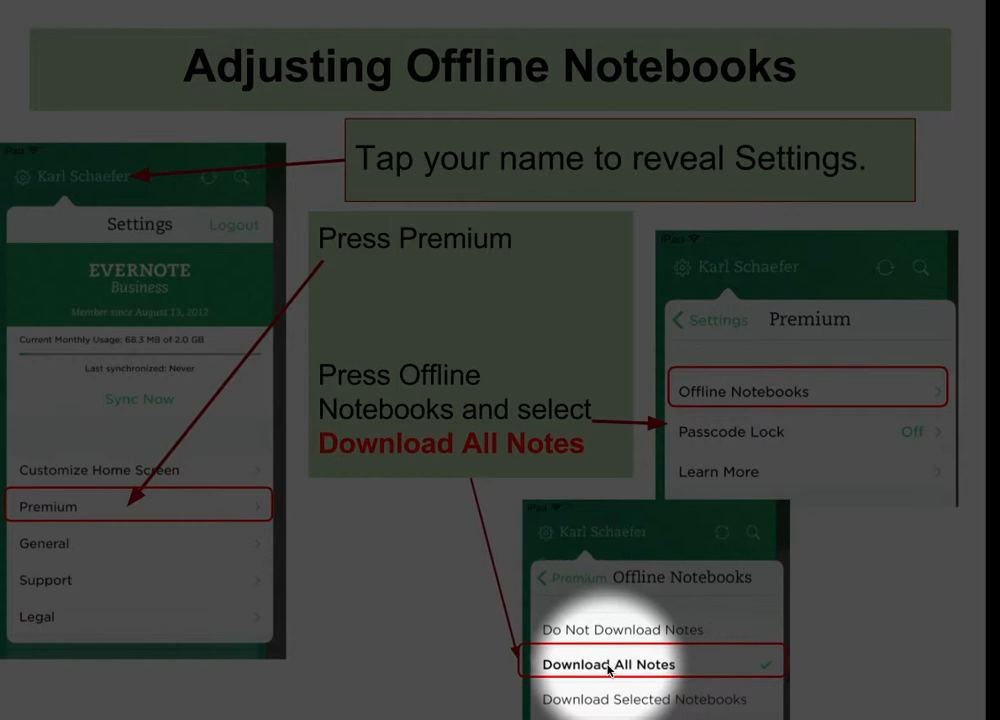 Adjusting Offline Notebooks
Tap your name to reveal Settings.
iPad
Karl Schaefer
Settings
Logout
EVERNOTE
Business
Member since August 13, 2012
Current Monthly Usage: 68.3 MB of 2.0 GB
Last synchronized: Never
Sync Now
Customize Home Screen
Premium
General
Support
Legal
Press Premium
Press Offline
Notebooks and select
Download All Notes
iPad
Karl Schaefer
Settings
Premium
Offline Notebooks
Passcode Lock
Off
Learn More
iPad
Karl Schaefer
Premium
Offline Notebooks
Do Not Download Notes
Download All Notes
Download Selected Notebooks